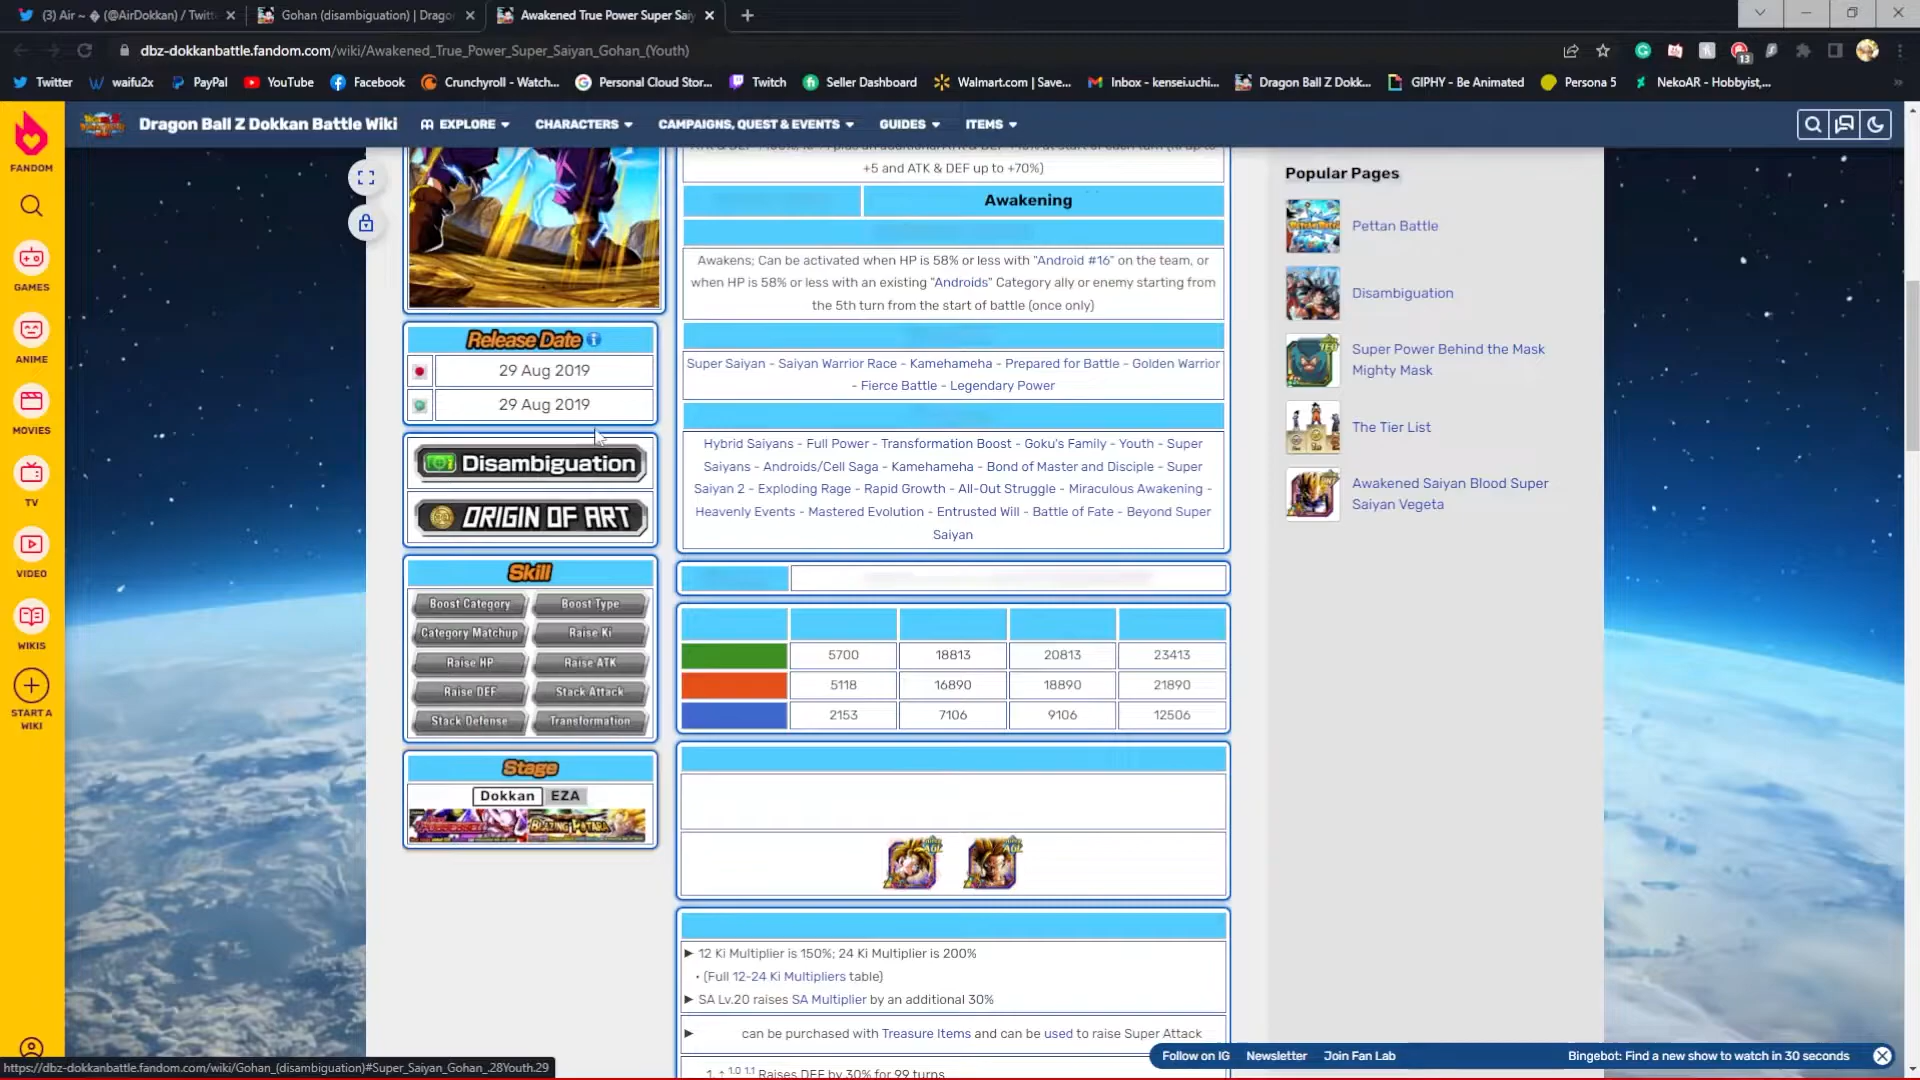 (3) Air ~ � (@AirDokkan) / Twitt
Gohan (disambiguation) | Drago
Awakened True Power Super Sai
dbz-dokkanbattle.fandom.com/wiki/Awakened_True_Power_Super_Saiyan_Gohan_(Youth)
13
Twitter
waifu2x
PayPal
YouTube
Facebook
Crunchyroll - Watch...
Personal Cloud Stor...
Twitch
Seller Dashboard
Walmart.com | Save...
Inbox - kensei.uchi...
Dragon Ball Z Dokk...
GIPHY - Be Animated
Persona 5
NekoAR - Hobbyist,...
Dragon Ball Z Dokkan Battle Wiki
EXPLORE
CHARACTERS
CAMPAIGNS, QUEST & EVENTS
GUIDES
ITEMS
FANDOM
GAMES
ANIME
MOVIES
TV
VIDEO
WIKIS
START A
WIKI
+5 and ATK & DEF up to +70%)
Awakening
Awakens; Can be activated when HP is 58% or less with "Android #16" on the team, or
when HP is 58% or less with an existing "Androids" Category ally or enemy starting from
the 5th turn from the start of battle (once only)
Super Saiyan - Saiyan Warrior Race - Kamehameha - Prepared for Battle - Golden Warrior
- Fierce Battle - Legendary Power
Hybrid Saiyans - Full Power - Transformation Boost - Goku's Family - Youth - Super
Saiyans - Androids/Cell Saga - Kamehameha - Bond of Master and Disciple - Super
Saiyan 2 - Exploding Rage - Rapid Growth - All-Out Struggle - Miraculous Awakening -
Heavenly Events - Mastered Evolution - Entrusted Will - Battle of Fate - Beyond Super
Saiyan
Release Date
29 Aug 2019
29 Aug 2019
Disambiguation
ORIGIN OF ART
Skill
Boost Category
Boost Type
Category Matchup
Raise Ki
Raise HP
Raise ATK
Raise DEF
Stack Attack
Stack Defense
Transformation
Stage
Dokkan
EZA
5700 18813 20813 23413
5118 16890 18890 21890
2153 7106 9106 12506
► 12 Ki Multiplier is 150%; 24 Ki Multiplier is 200%
• (Full 12-24 Ki Multipliers table)
► SA Lv.20 raises SA Multiplier by an additional 30%
► can be purchased with Treasure Items and can be used to raise Super Attack
1. ↑ 1.0 1.1 Raises DEF by 30% for 99 turns
Popular Pages
Pettan Battle
Disambiguation
Super Power Behind the Mask
Mighty Mask
The Tier List
Awakened Saiyan Blood Super
Saiyan Vegeta
Follow on IG
Newsletter
Join Fan Lab
Bingebot: Find a new show to watch in 30 seconds
https://dbz-dokkanbattle.fandom.com/wiki/Gohan_(disambiguation)#Super_Saiyan_Gohan_.28Youth.29